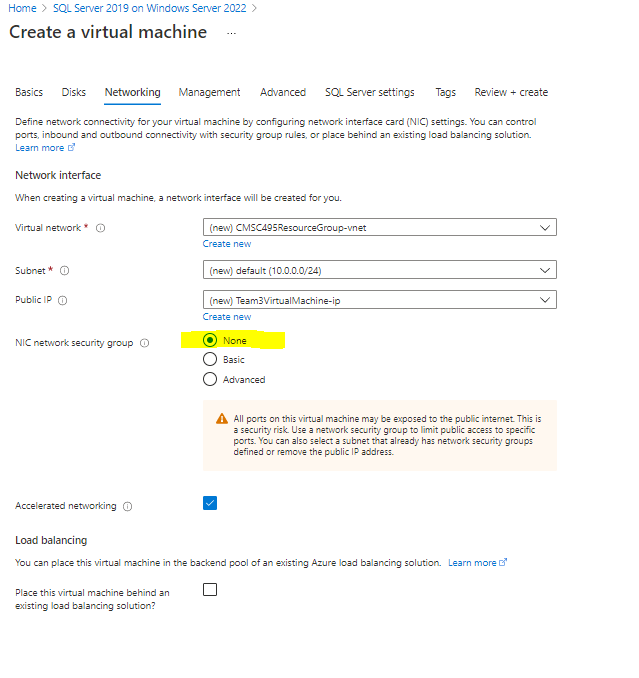 Home > SQL Server 2019 on Windows Server 2022 >
Create a virtual machine ...
Basics Disks Networking Management Advanced SQL Server settings Tags Review + create
Define network connectivity for your virtual machine by configuring network interface card (NIC) settings. You can control
ports, inbound and outbound connectivity with security group rules, or place behind an existing load balancing solution.
Learn more
Network interface
When creating a virtual machine, a network interface will be created for you.
Virtual network * (new) CMSC495ResourceGroup-vnet
Create new
Subnet * (new) default (10.0.0.0/24)
Public IP (new) Team3VirtualMachine-ip
Create new
NIC network security group None
Basic
Advanced
All ports on this virtual machine may be exposed to the public internet. This is
a security risk. Use a network security group to limit public access to specific
ports. You can also select a subnet that already has network security groups
defined or remove the public IP address.
Accelerated networking
Load balancing
You can place this virtual machine in the backend pool of an existing Azure load balancing solution. Learn more
Place this virtual machine behind an
existing load balancing solution?